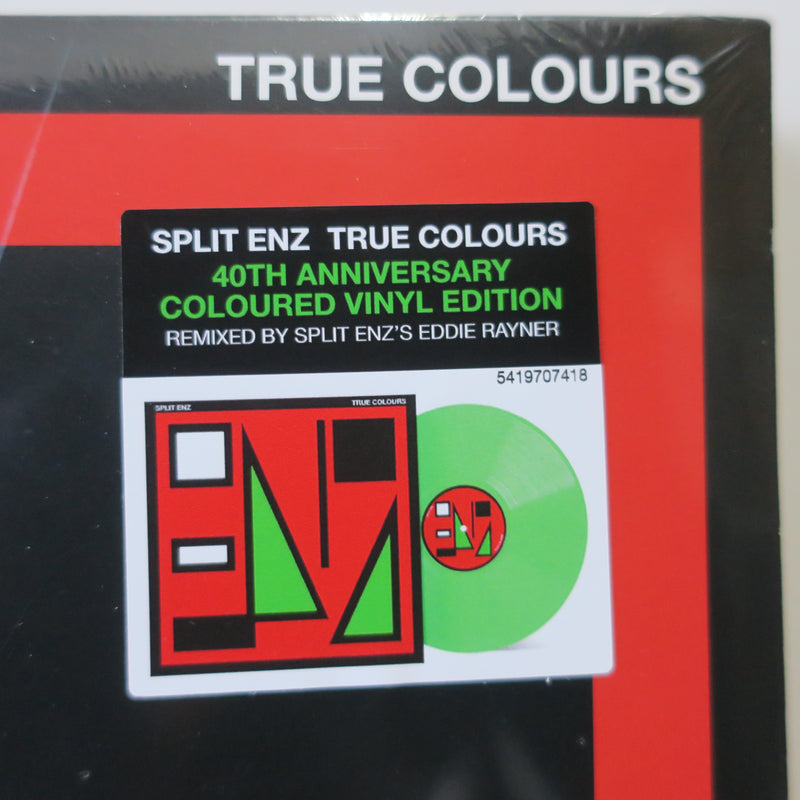 TRUE COLOURS
SPLIT ENZ TRUE COLOURS
40TH ANNIVERSARY
COLOURED VINYL EDITION
REMIXED BY SPLIT ENZ'S EDDIE RAYNER
5419707418
SPLIT ENZ TRUE COLOURS